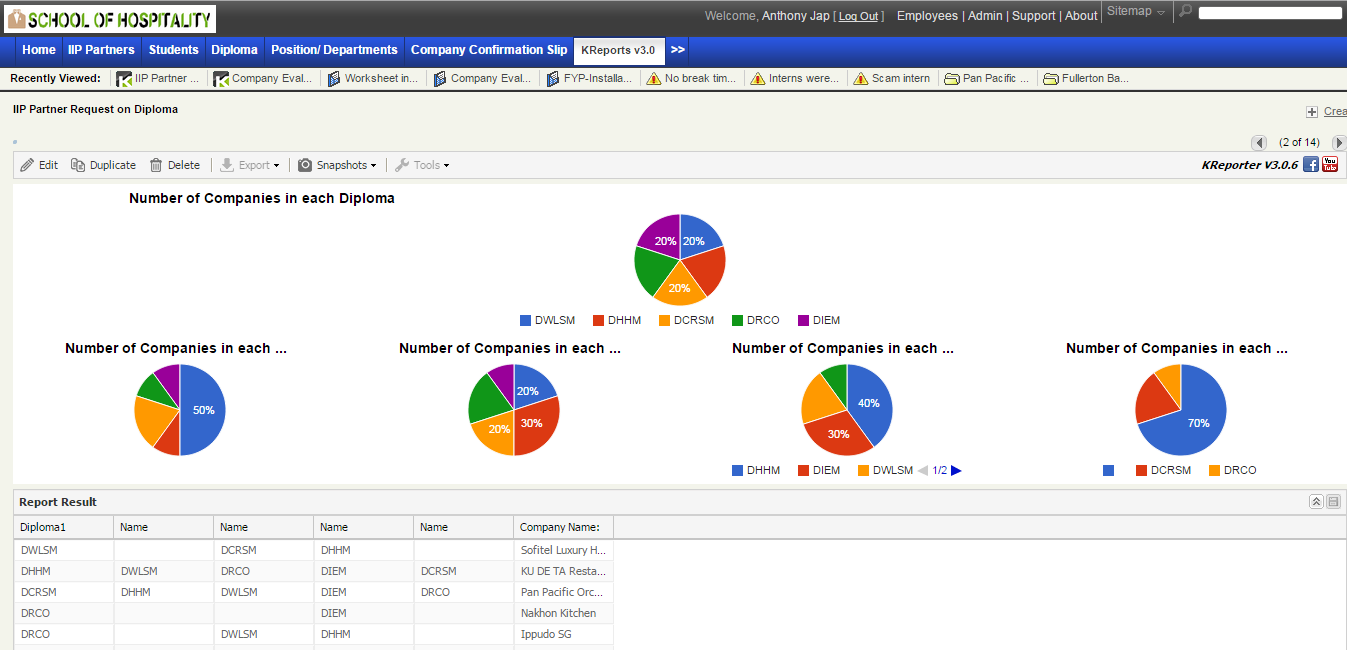 SCHOOL OF HOSPITALITY
Welcome, Anthony Jap [ Log Out ] Employees | Admin | Support | About Sitemap
Home IIP Partners Students Diploma Position/ Departments Company Confirmation Slip KReports v3.0 >>
Recently Viewed: IIP Partner ... Company Eval... Worksheet in... Company Eval... FYP-Installa... No break tim... Interns were... Scam intern Pan Pacific ... Fullerton Ba...
IIP Partner Request on Diploma
Crea
(2 of 14)
Edit Duplicate Delete Export Snapshots Tools KReporter V3.0.6 You Tube
Number of Companies in each Diploma
20% 20%
20%
DWLSM DHHM DCRSM DRCO DIEM
Number of Companies in each ... Number of Companies in each ... Number of Companies in each ... Number of Companies in each ...
50% 20% 30% 20% 40% 30% 70%
DHHM DIEM DWLSM 1/2 DCRSM DRCO
Report Result
Diploma1 Name Name Name Name Company Name:
DWLSM DCRSM DHHM Sofitel Luxury H...
DHHM DWLSM DRCO DIEM DCRSM KU DE TA Resta...
DCRSM DHHM DWLSM DIEM DRCO Pan Pacific Orc...
DRCO DIEM Nakhon Kitchen
DRCO DWLSM DHHM Ippudo SG